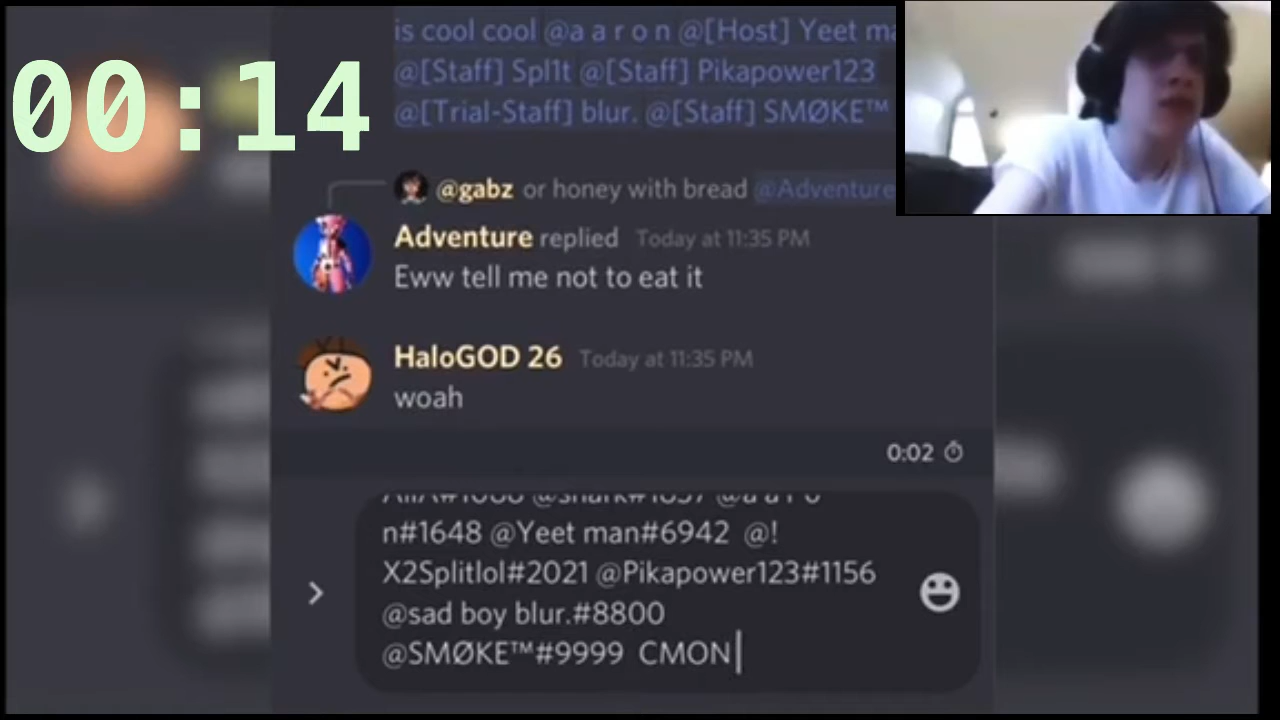 00:14
is cool cool @a a r o n @[Host] Yeet ma
@[Staff] Spl1t @[Staff] Pikapower123
@[Trial-Staff] blur. @[Staff] SMØKE™
@gabz or honey with bread @Adventure
Adventure replied Today at 11:35 PM
Eww tell me not to eat it
HaloGOD 26 Today at 11:35 PM
woah
0:02
n#1648 @Yeet man#6942 @!
X2Splitlol#2021 @Pikapower123#1156
@sad boy blur.#8800
@SMØKE™#9999 CMON